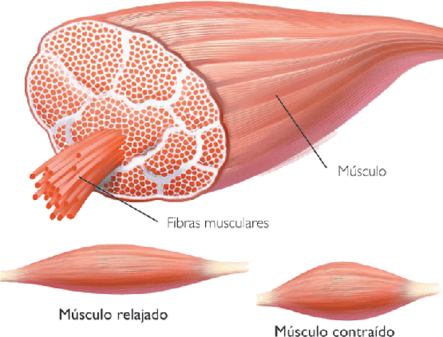 Músculo
Fibras musculares
Músculo relajado
Músculo contraído